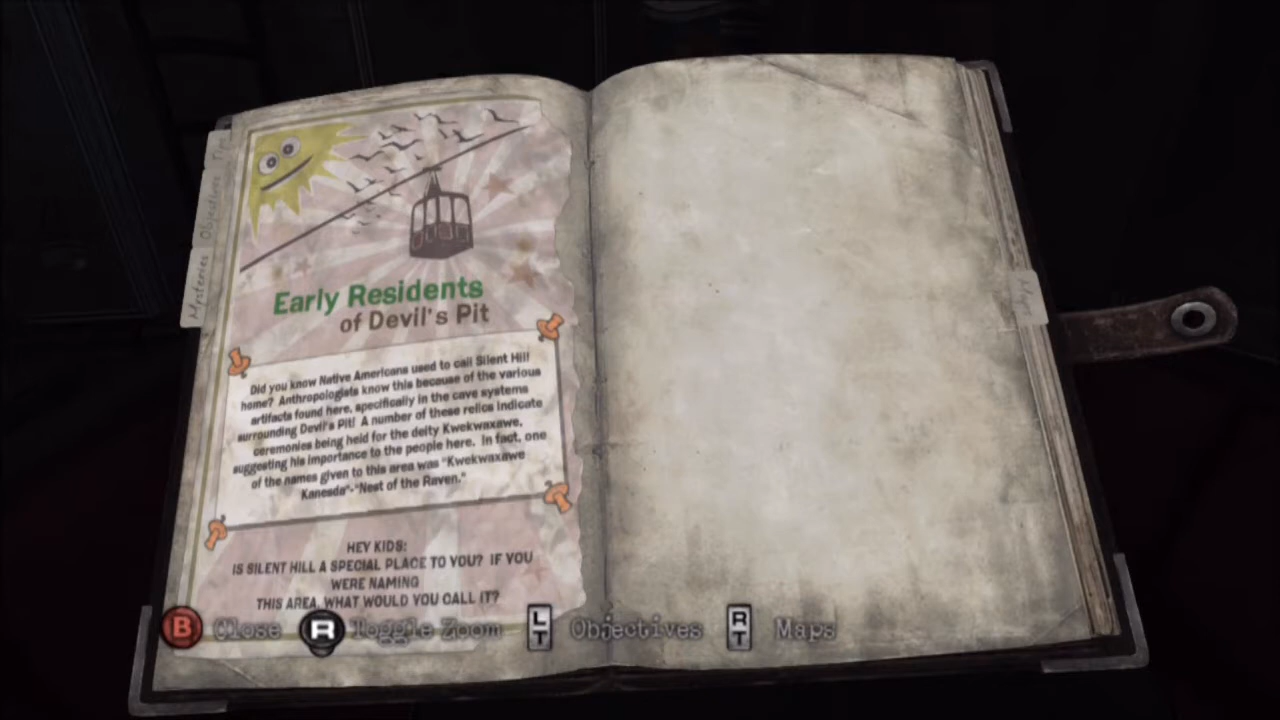 Tips
Objectives
Mysteries
Early Residents
of Devil's Pit
Did you know Native Americans used to call Silent Hill
home? Anthropologists know this because of the various
artifacts found here, specifically in the cave systems
surrounding Devil's Pit! A number of these relics indicate
ceremonies being held for the deity Kwekwaxawe,
suggesting his importance to the people here. In fact, one
of the names given to this area was "Kwekwaxawe
Kanesda"-"Nest of the Raven."
HEY KIDS:
IS SILENT HILL A SPECIAL PLACE TO YOU? IF YOU
WERE NAMING
THIS AREA, WHAT WOULD YOU CALL IT?
Maps
B Close R Toggle Zoom LT Objectives RT Maps